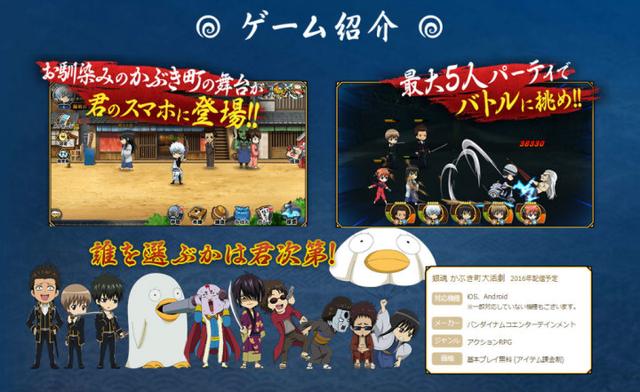 ゲーム紹介
お馴染みのかぶき町の舞台が
君のスマホに登場!!
最大5人パーティで
バトルに挑め!!
誰を選ぶかは君次第!
銀魂 かぶき町大活劇 2016年配信予定
対応機種 iOS、Android
※一部対応していない機種もございます。
メーカー バンダイナムコエンターテインメント
ジャンル アクションRPG
価格 基本プレイ無料(アイテム課金制)